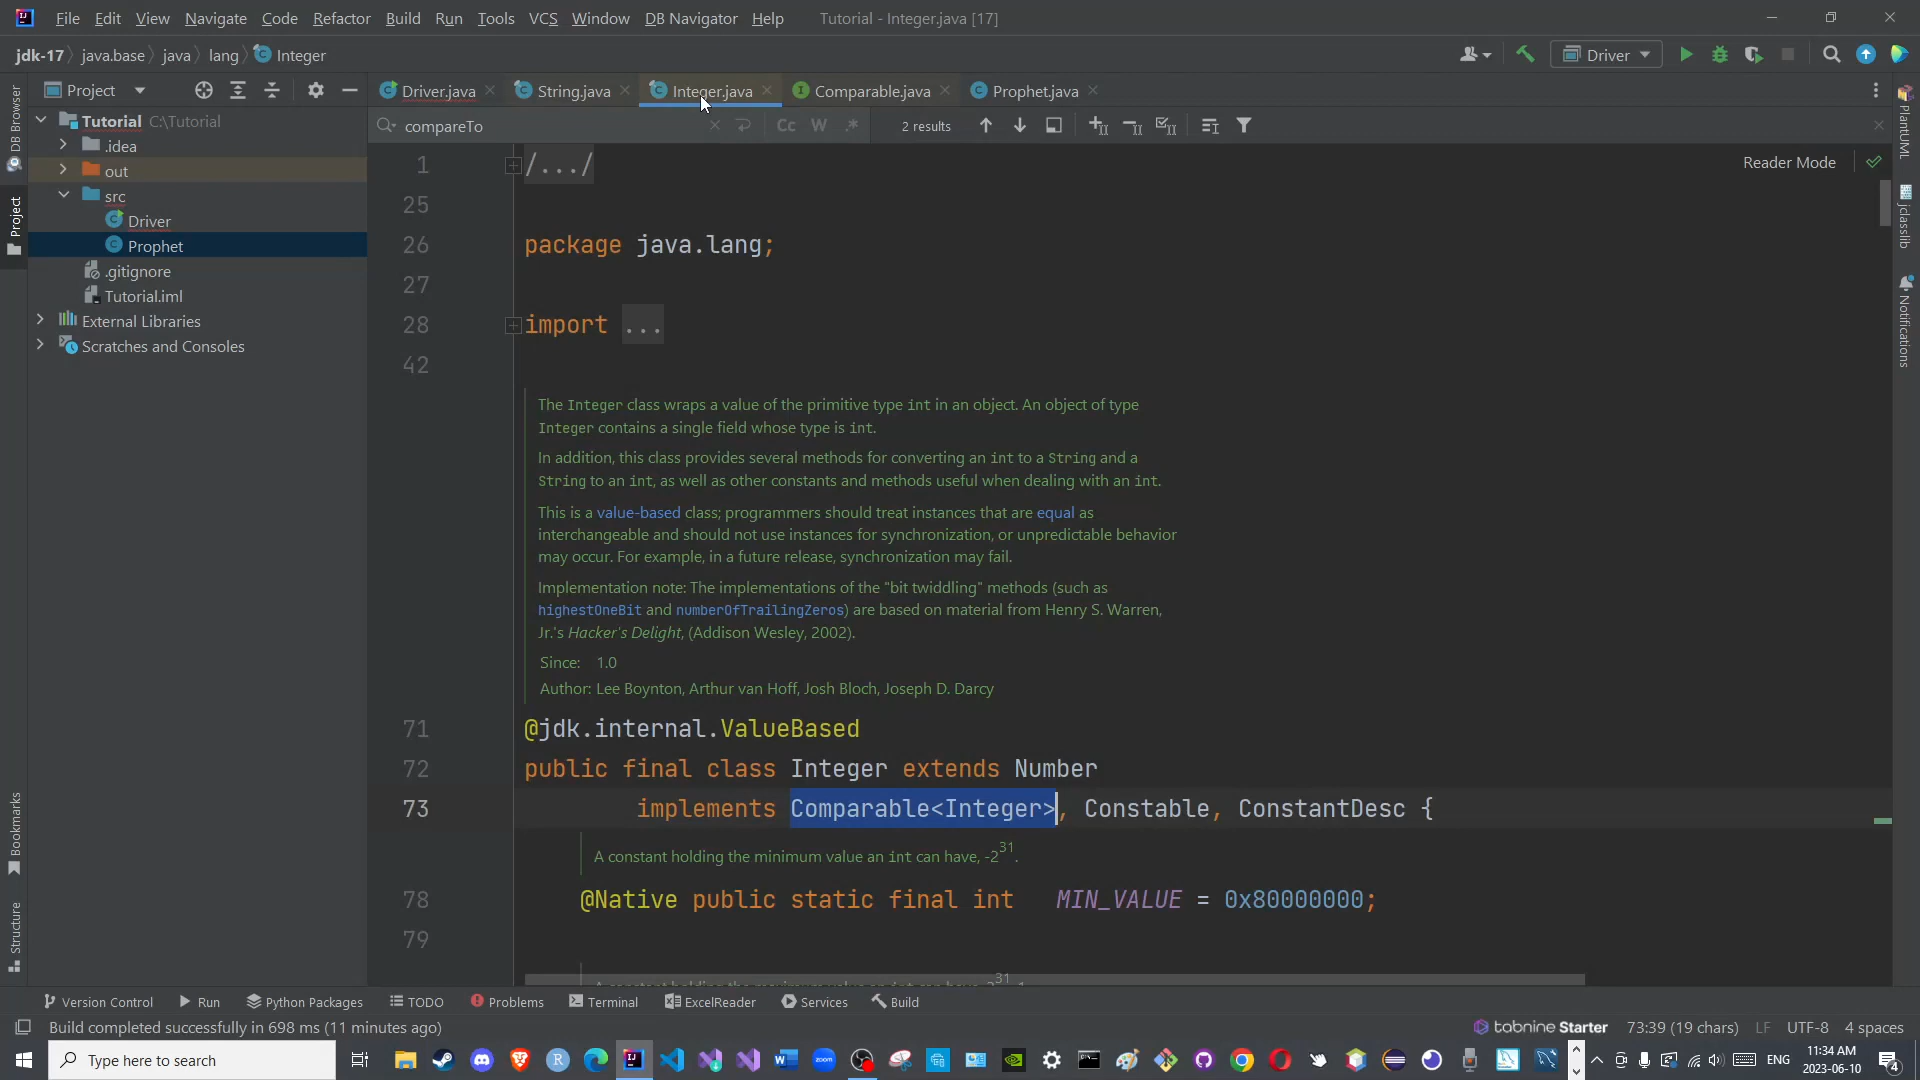 File Edit View Navigate Code Refactor Build Run Tools VCS Window DB Navigator Help Tutorial - Integer.java [17]
jdk-17 java.base java lang Integer Driver
Project
Driver.java String.java Integer.java Comparable.java Prophet.java
compareTo Cc W .* 2 results
Tutorial C:\Tutorial
.idea
out
src
Driver
Prophet
.gitignore
Tutorial.iml
External Libraries
Scratches and Consoles
DB Browser
Project
Bookmarks
Structure
Reader Mode
1 /.../
25
26 package java.lang;
27
28 import ...
42
The Integer class wraps a value of the primitive type int in an object. An object of type
Integer contains a single field whose type is int.
In addition, this class provides several methods for converting an int to a String and a
String to an int, as well as other constants and methods useful when dealing with an int.
This is a value-based class; programmers should treat instances that are equal as
interchangeable and should not use instances for synchronization, or unpredictable behavior
may occur. For example, in a future release, synchronization may fail.
Implementation note: The implementations of the "bit twiddling" methods (such as
highestOneBit and numberOfTrailingZeros) are based on material from Henry S. Warren,
Jr.'s Hacker's Delight, (Addison Wesley, 2002).
Since: 1.0
Author: Lee Boynton, Arthur van Hoff, Josh Bloch, Joseph D. Darcy
71 @jdk.internal.ValueBased
72 public final class Integer extends Number
73 implements Comparable<Integer>, Constable, ConstantDesc {
A constant holding the minimum value an int can have, -2^31.
78 @Native public static final int MIN_VALUE = 0x80000000;
79
PlantUML
jclasslib
Notifications
Version Control Run Python Packages TODO Problems Terminal ExcelReader Services Build
Build completed successfully in 698 ms (11 minutes ago) tabnine Starter 73:39 (19 chars) LF UTF-8 4 spaces
Type here to search ENG 11:34 AM
2023-06-10 4